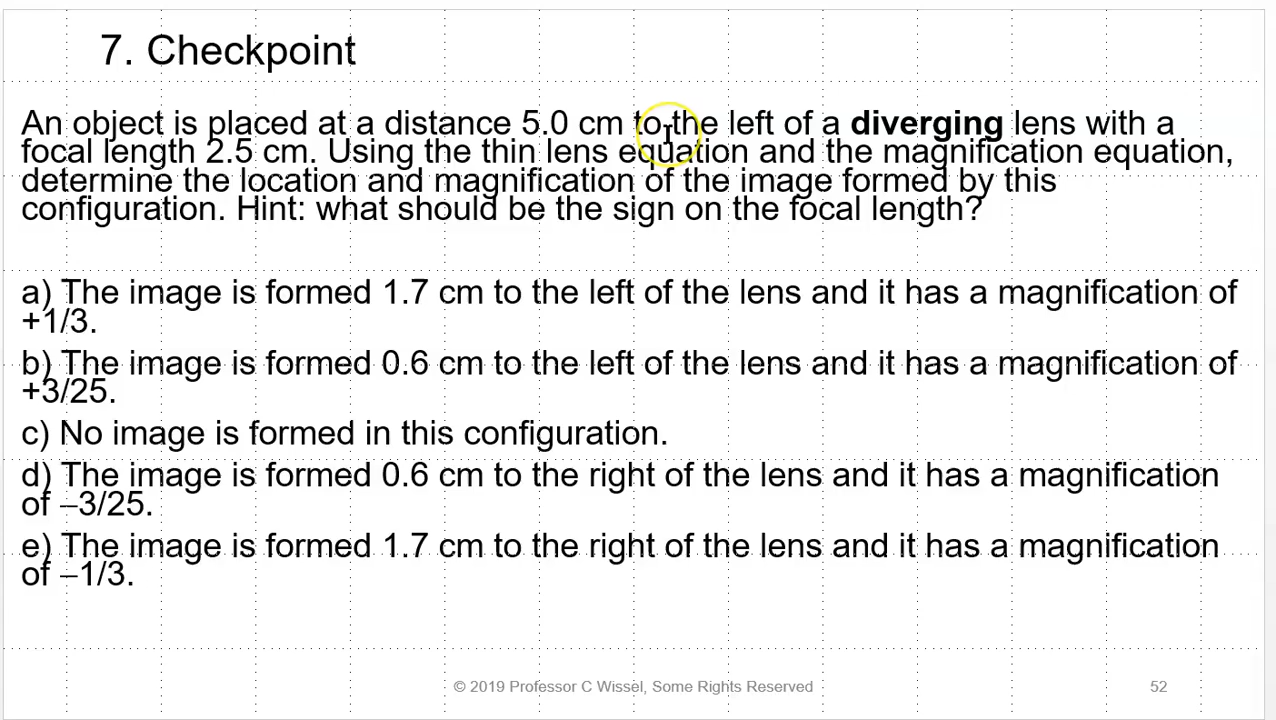 7. Checkpoint
An object is placed at a distance 5.0 cm to the left of a diverging lens with a
focal length 2.5 cm. Using the thin lens equation and the magnification equation,
determine the location and magnification of the image formed by this
configuration. Hint: what should be the sign on the focal length?
a) The image is formed 1.7 cm to the left of the lens and it has a magnification of
+1/3.
b) The image is formed 0.6 cm to the left of the lens and it has a magnification of
+3/25.
c) No image is formed in this configuration.
d) The image is formed 0.6 cm to the right of the lens and it has a magnification
of –3/25.
e) The image is formed 1.7 cm to the right of the lens and it has a magnification
of –1/3.
© 2019 Professor C Wissel, Some Rights Reserved
52